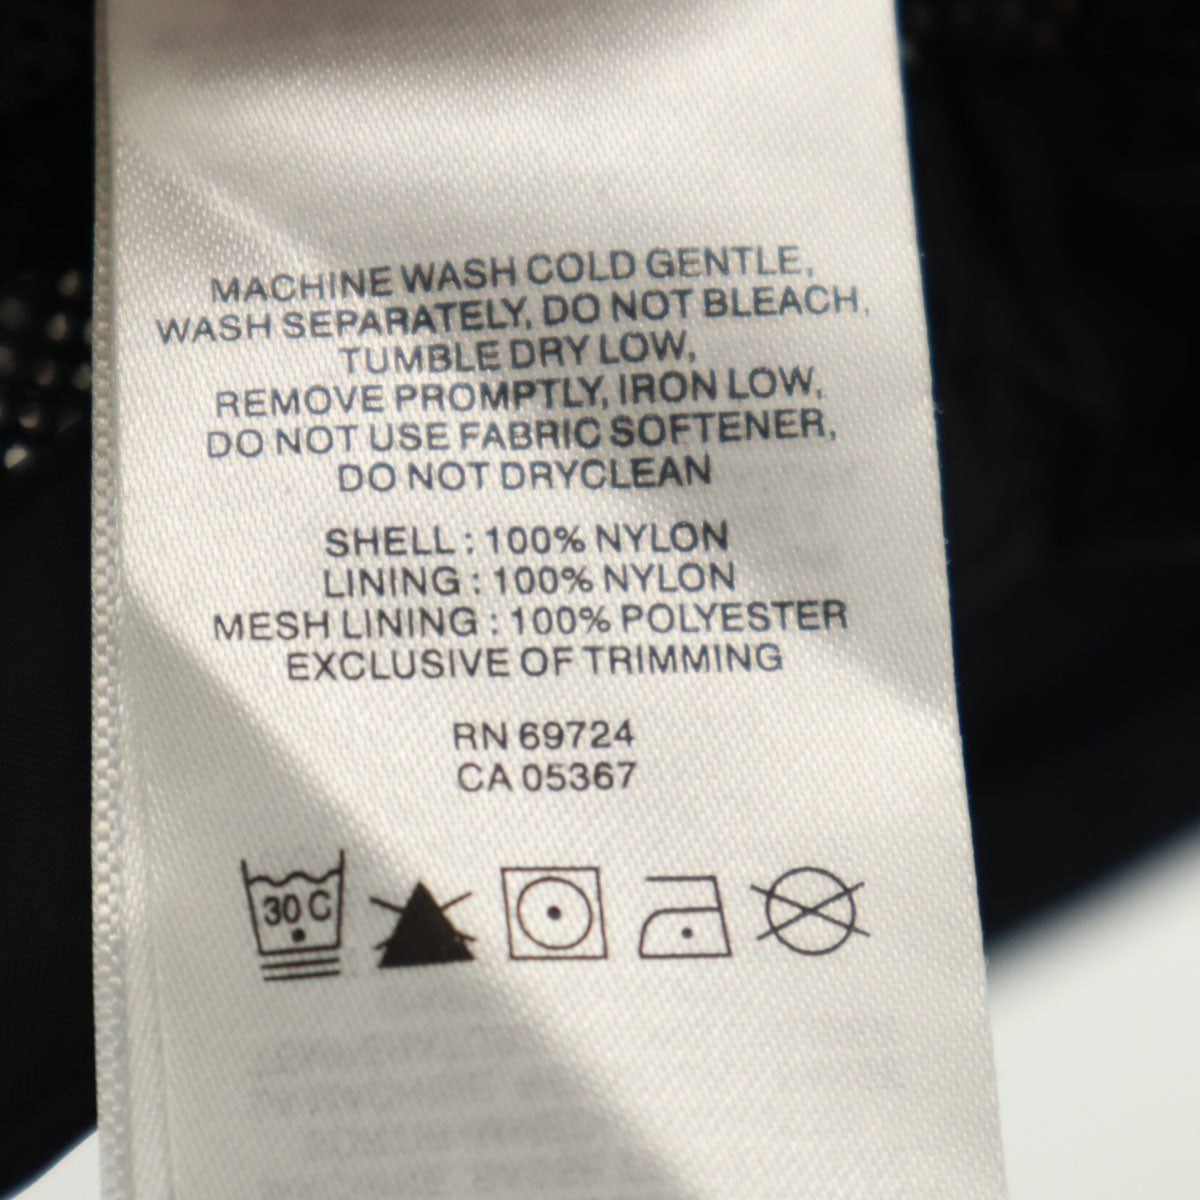 MACHINE WASH COLD GENTLE,
WASH SEPARATELY, DO NOT BLEACH,
TUMBLE DRY LOW,
REMOVE PROMPTLY, IRON LOW,
DO NOT USE FABRIC SOFTENER,
DO NOT DRYCLEAN
SHELL : 100% NYLON
LINING : 100% NYLON
MESH LINING : 100% POLYESTER
EXCLUSIVE OF TRIMMING
RN 69724
CA 05367
30 C